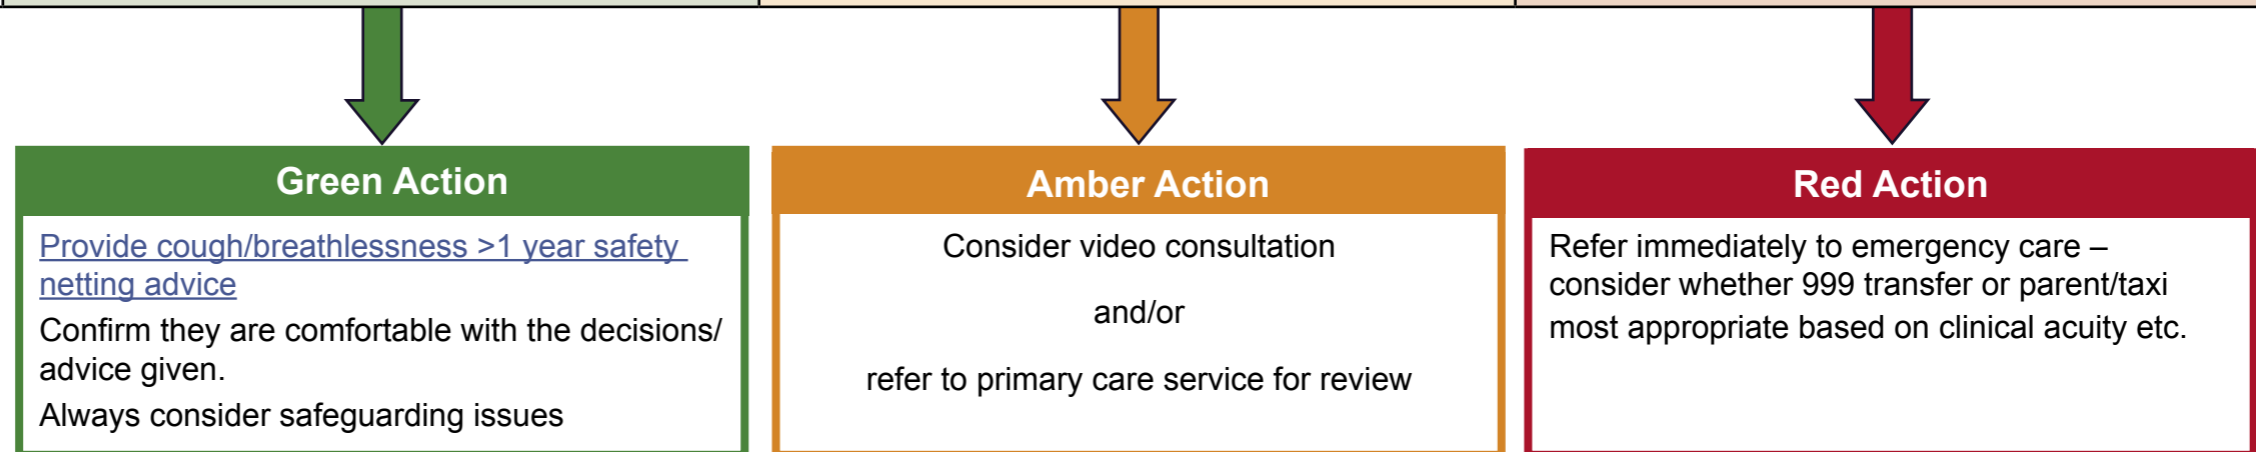 Green Action
Provide cough/breathlessness >1 year safety
netting advice
Confirm they are comfortable with the decisions/
advice given.
Always consider safeguarding issues
Amber Action
Consider video consultation
and/or
refer to primary care service for review
Red Action
Refer immediately to emergency care –
consider whether 999 transfer or parent/taxi
most appropriate based on clinical acuity etc.